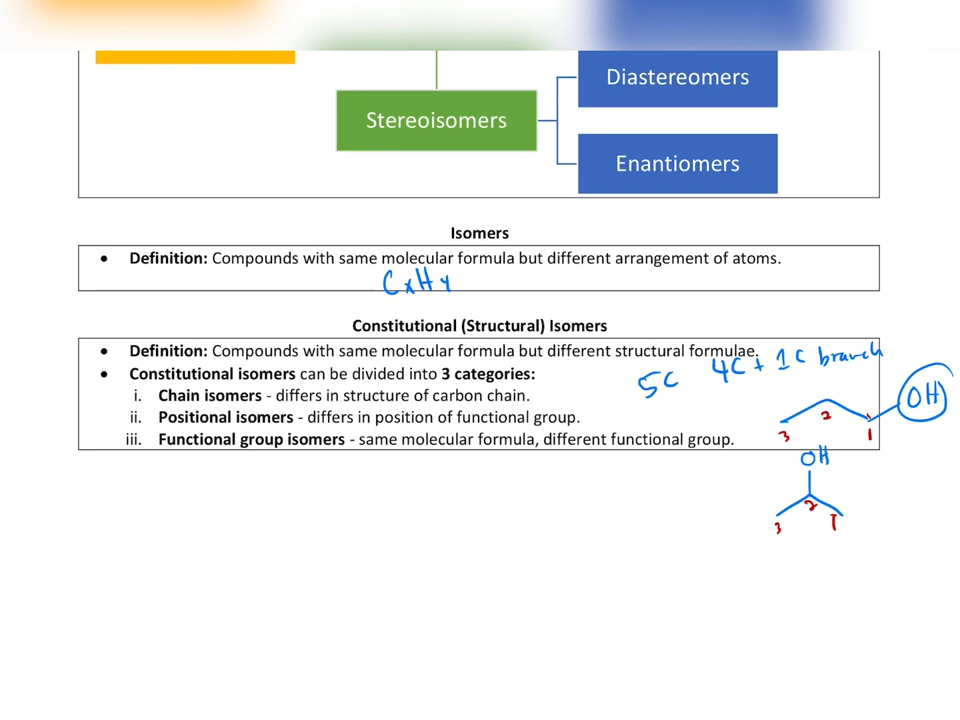 Diastereomers
Stereoisomers
Enantiomers
Isomers
• Definition: Compounds with same molecular formula but different arrangement of atoms.
CxHy
Constitutional (Structural) Isomers
• Definition: Compounds with same molecular formula but different structural formulae.
• Constitutional isomers can be divided into 3 categories:
5C 4C + 1C branch
i. Chain isomers - differs in structure of carbon chain.
ii. Positional isomers - differs in position of functional group.
iii. Functional group isomers - same molecular formula, different functional group.
OH
3 2 1
OH
3 2 1